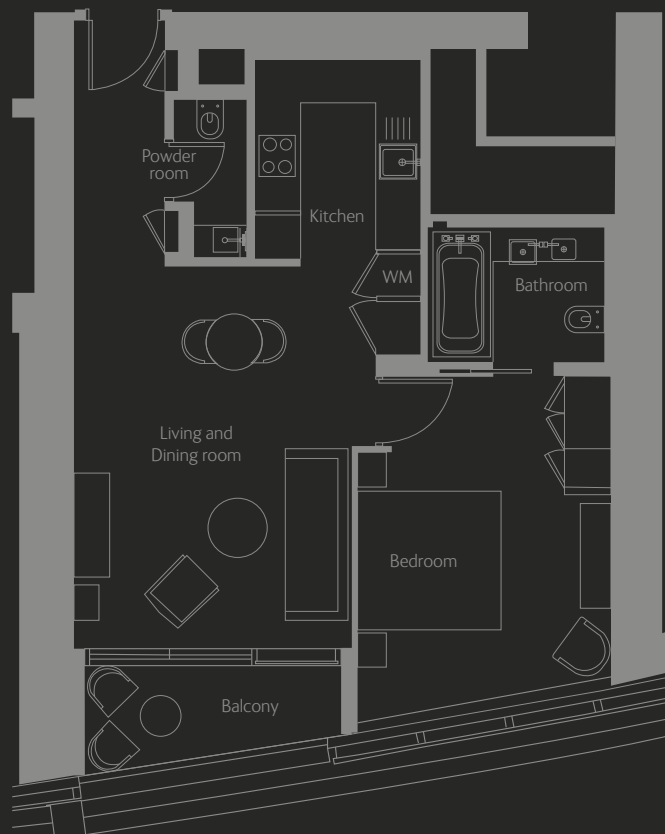 Powder
room
Kitchen
WM
Bathroom
Living and
Dining room
Bedroom
Balcony